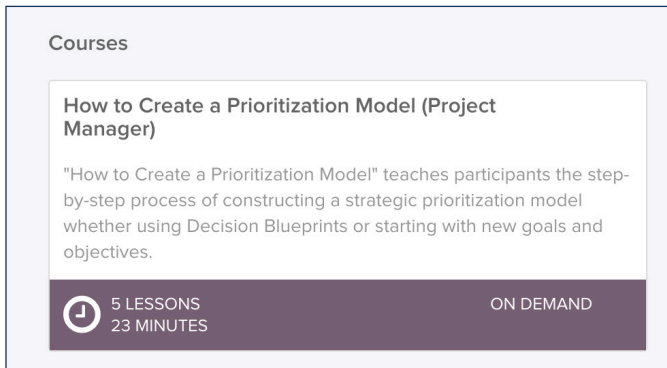 Courses
How to Create a Prioritization Model (Project
Manager)
"How to Create a Prioritization Model" teaches participants the step-
by-step process of constructing a strategic prioritization model
whether using Decision Blueprints or starting with new goals and
objectives.
5 LESSONS
23 MINUTES
ON DEMAND